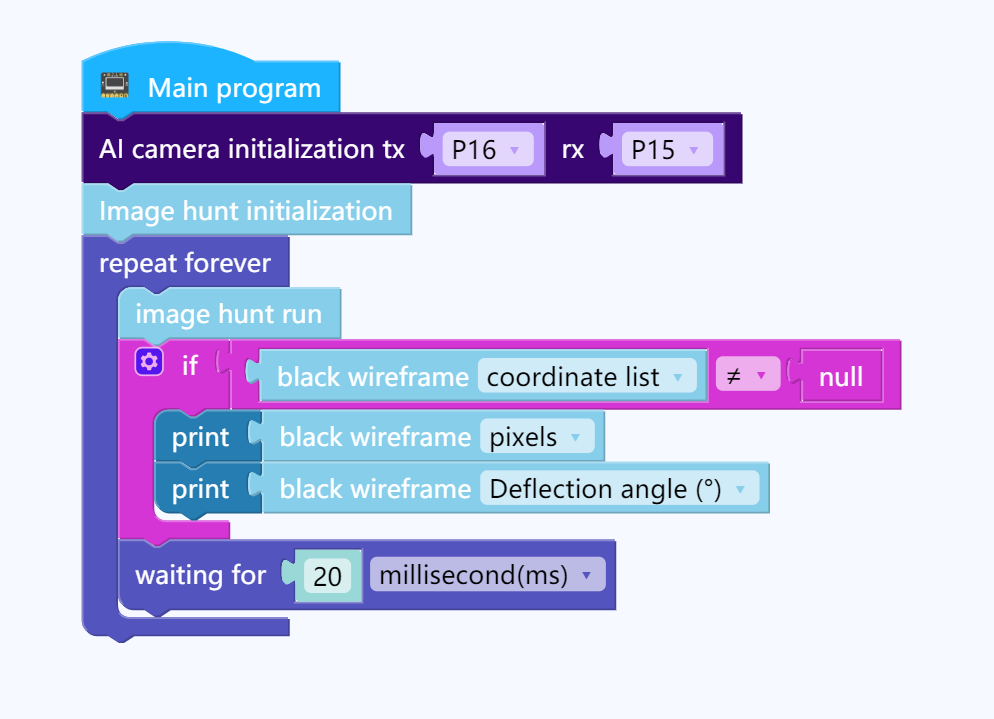 Main program
AI camera initialization tx P16 rx P15
Image hunt initialization
repeat forever
image hunt run
if black wireframe coordinate list ≠ null
print black wireframe pixels
print black wireframe Deflection angle (°)
waiting for 20 millisecond(ms)